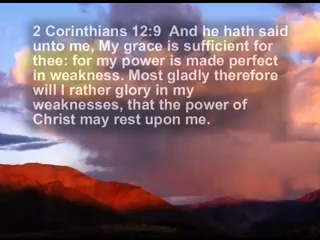 2 Corinthians 12:9  And he hath said
unto me, My grace is sufficient for
thee: for my power is made perfect
in weakness. Most gladly therefore
will I rather glory in my
weaknesses, that the power of
Christ may rest upon me.